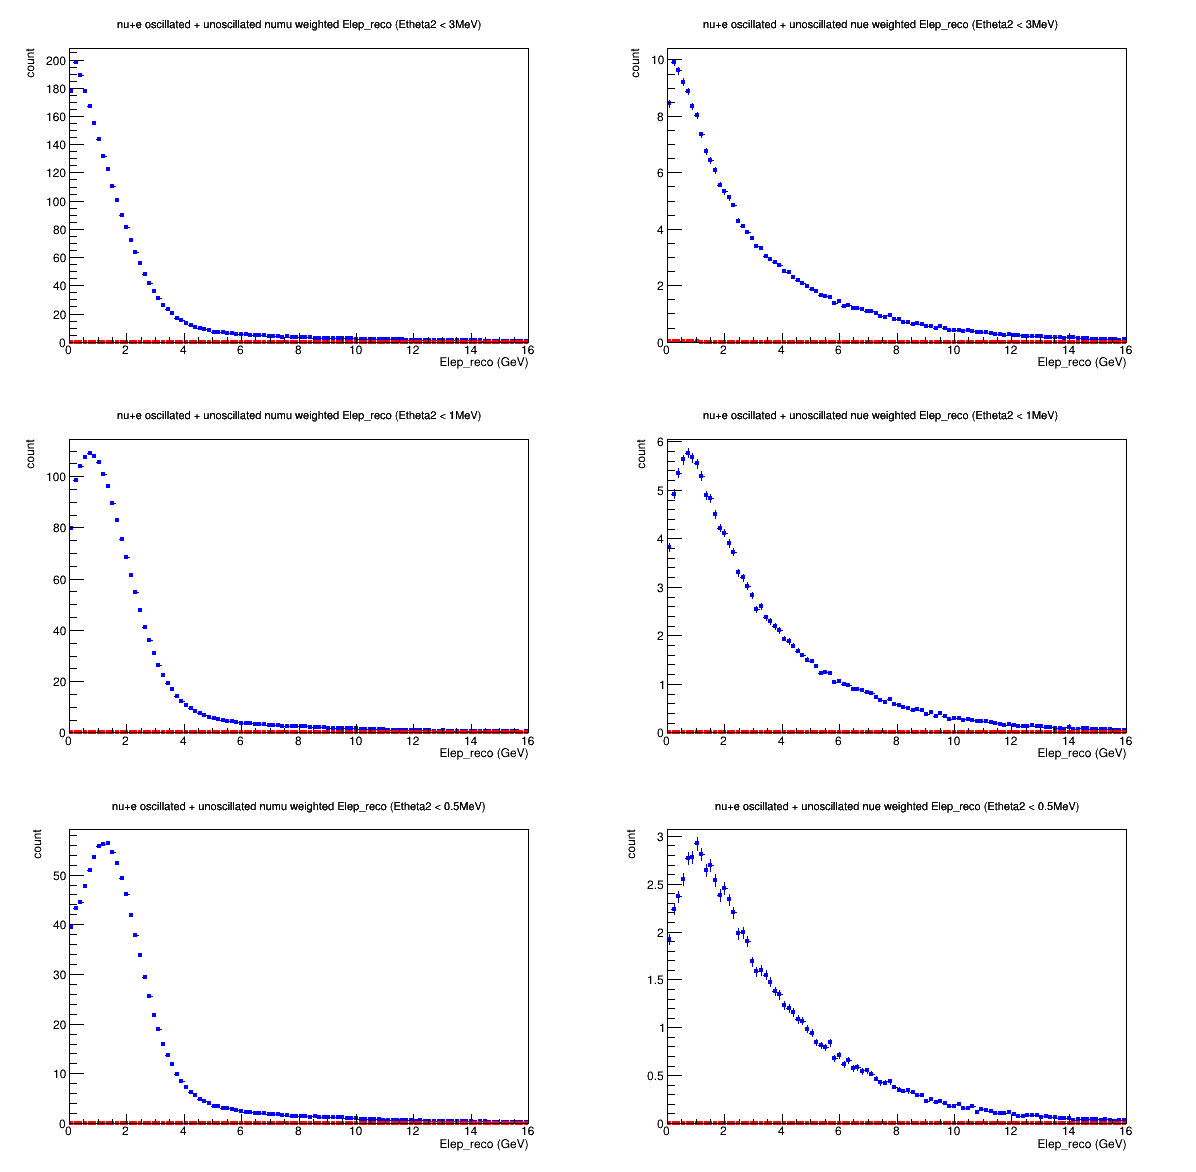 nu+e oscillated + unoscillated numu weighted Elep_reco (Etheta2 < 3MeV)
count
200
180
160
140
120
100
80
60
40
20
0
0 2 4 6 8 10 12 14 16
Elep_reco (GeV)
nu+e oscillated + unoscillated nue weighted Elep_reco (Etheta2 < 3MeV)
count
10
8
6
4
2
0
0 2 4 6 8 10 12 14 16
Elep_reco (GeV)
nu+e oscillated + unoscillated numu weighted Elep_reco (Etheta2 < 1MeV)
count
100
80
60
40
20
0
0 2 4 6 8 10 12 14 16
Elep_reco (GeV)
nu+e oscillated + unoscillated nue weighted Elep_reco (Etheta2 < 1MeV)
count
6
5
4
3
2
1
0
0 2 4 6 8 10 12 14 16
Elep_reco (GeV)
nu+e oscillated + unoscillated numu weighted Elep_reco (Etheta2 < 0.5MeV)
count
50
40
30
20
10
0
0 2 4 6 8 10 12 14 16
Elep_reco (GeV)
nu+e oscillated + unoscillated nue weighted Elep_reco (Etheta2 < 0.5MeV)
count
3
2.5
2
1.5
1
0.5
0
0 2 4 6 8 10 12 14 16
Elep_reco (GeV)